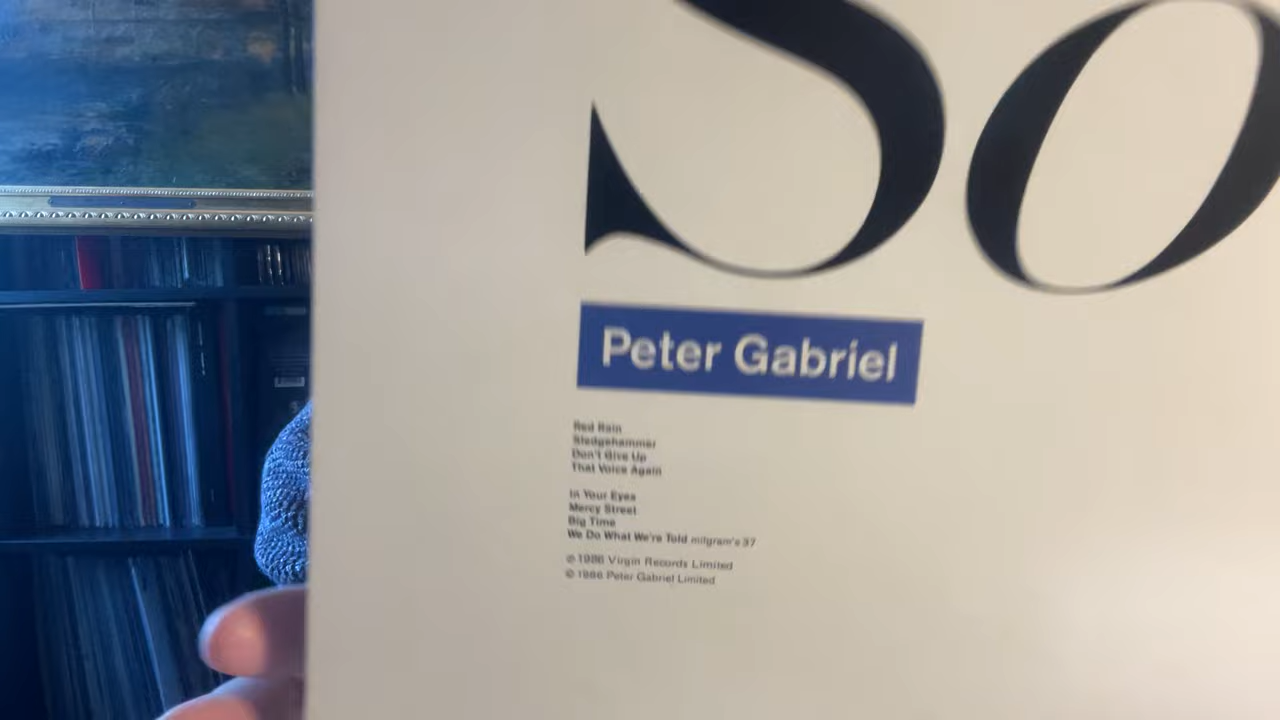 So
Peter Gabriel
Red Rain
Sledgehammer
Don't Give Up
That Voice Again
In Your Eyes
Mercy Street
Big Time
We Do What We're Told milgram's 37
℗ 1986 Virgin Records Limited
© 1986 Peter Gabriel Limited